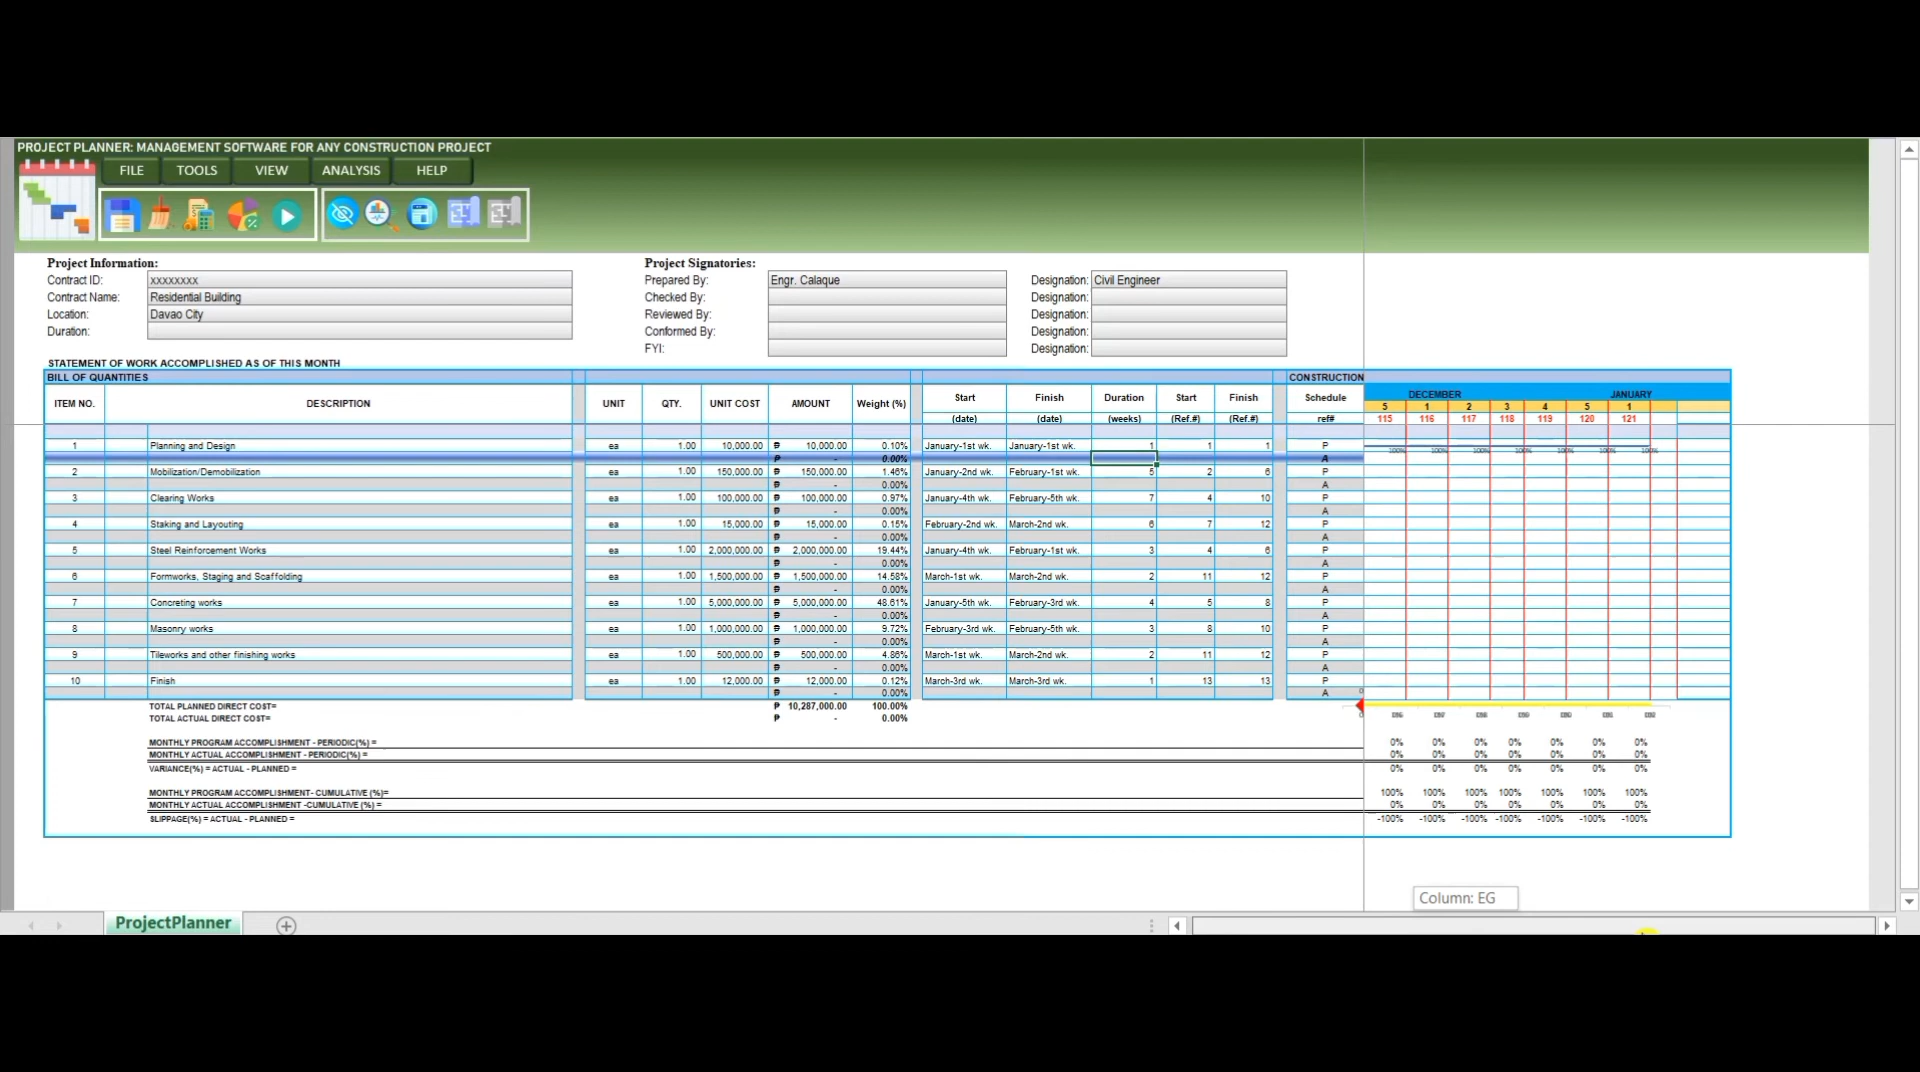 PROJECT PLANNER: MANAGEMENT SOFTWARE FOR ANY CONSTRUCTION PROJECT
FILE TOOLS VIEW ANALYSIS HELP
Project Information: Project Signatories:
Contract ID: xxxxxxxx Prepared By: Engr. Calaque Designation: Civil Engineer
Contract Name: Residential Building Checked By: Designation:
Location: Davao City Reviewed By: Designation:
Duration: Conformed By: Designation:
FYI: Designation:
STATEMENT OF WORK ACCOMPLISHED AS OF THIS MONTH
BILL OF QUANTITIES CONSTRUCTION
ITEM NO. DESCRIPTION UNIT QTY. UNIT COST AMOUNT Weight (%) Start Finish Duration Start Finish Schedule DECEMBER JANUARY
5 1 2 3 4 5 1
(date) (date) (weeks) (Ref.#) (Ref.#) ref# 115 116 117 118 119 120 121
1 Planning and Design ea 1.00 10,000.00 ₱ 10,000.00 0.10% January-1st wk. January-1st wk. 1 1 1 P
100% 100% 100% 100% 100% 100% 100%
₱ - 0.00% A
2 Mobilization/Demobilization ea 1.00 150,000.00 ₱ 150,000.00 1.46% January-2nd wk. February-1st wk. 5 2 6 P
₱ - 0.00% A
3 Clearing Works ea 1.00 100,000.00 ₱ 100,000.00 0.97% January-4th wk. February-5th wk. 7 4 10 P
₱ - 0.00% A
4 Staking and Layouting ea 1.00 15,000.00 ₱ 15,000.00 0.15% February-2nd wk. March-2nd wk. 6 7 12 P
₱ - 0.00% A
5 Steel Reinforcement Works ea 1.00 2,000,000.00 ₱ 2,000,000.00 19.44% January-4th wk. February-1st wk. 3 4 6 P
₱ - 0.00% A
6 Formworks, Staging and Scaffolding ea 1.00 1,500,000.00 ₱ 1,500,000.00 14.58% March-1st wk. March-2nd wk. 2 11 12 P
₱ - 0.00% A
7 Concreting works ea 1.00 5,000,000.00 ₱ 5,000,000.00 48.61% January-5th wk. February-3rd wk. 4 5 8 P
₱ - 0.00% A
8 Masonry works ea 1.00 1,000,000.00 ₱ 1,000,000.00 9.72% February-3rd wk. February-5th wk. 3 8 10 P
₱ - 0.00% A
9 Tileworks and other finishing works ea 1.00 500,000.00 ₱ 500,000.00 4.86% March-1st wk. March-2nd wk. 2 11 12 P
₱ - 0.00% A
10 Finish ea 1.00 12,000.00 ₱ 12,000.00 0.12% March-3rd wk. March-3rd wk. 1 13 13 P
₱ - 0.00% A 0
TOTAL PLANNED DIRECT COST= ₱ 10,287,000.00 100.00%
TOTAL ACTUAL DIRECT COST= ₱ - 0.00% 0
MONTHLY PROGRAM ACCOMPLISHMENT - PERIODIC(%) = 0% 0% 0% 0% 0% 0% 0%
MONTHLY ACTUAL ACCOMPLISHMENT - PERIODIC(%) = 0% 0% 0% 0% 0% 0% 0%
VARIANCE(%) = ACTUAL - PLANNED = 0% 0% 0% 0% 0% 0% 0%
MONTHLY PROGRAM ACCOMPLISHMENT- CUMULATIVE (%)= 100% 100% 100% 100% 100% 100% 100%
MONTHLY ACTUAL ACCOMPLISHMENT -CUMULATIVE (%) = 0% 0% 0% 0% 0% 0% 0%
SLIPPAGE(%) = ACTUAL - PLANNED = -100% -100% -100% -100% -100% -100% -100%
Column: EG
ProjectPlanner